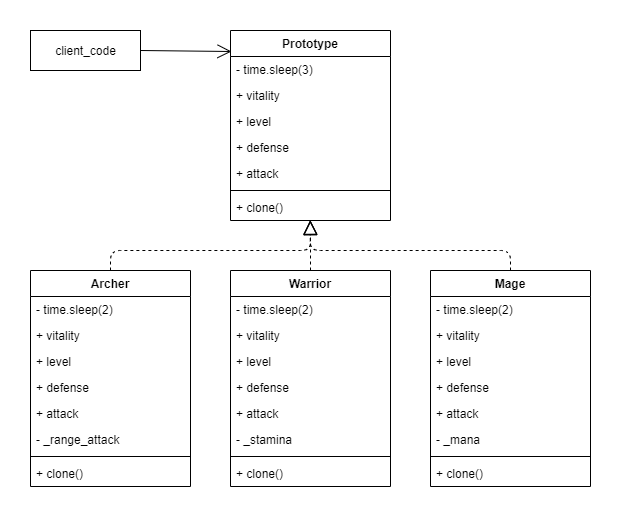 client_code
Prototype
- time.sleep(3)
+ vitality
+ level
+ defense
+ attack
+ clone()
Archer
- time.sleep(2)
+ vitality
+ level
+ defense
+ attack
- _range_attack
+ clone()
Warrior
- time.sleep(2)
+ vitality
+ level
+ defense
+ attack
- _stamina
+ clone()
Mage
- time.sleep(2)
+ vitality
+ level
+ defense
+ attack
- _mana
+ clone()